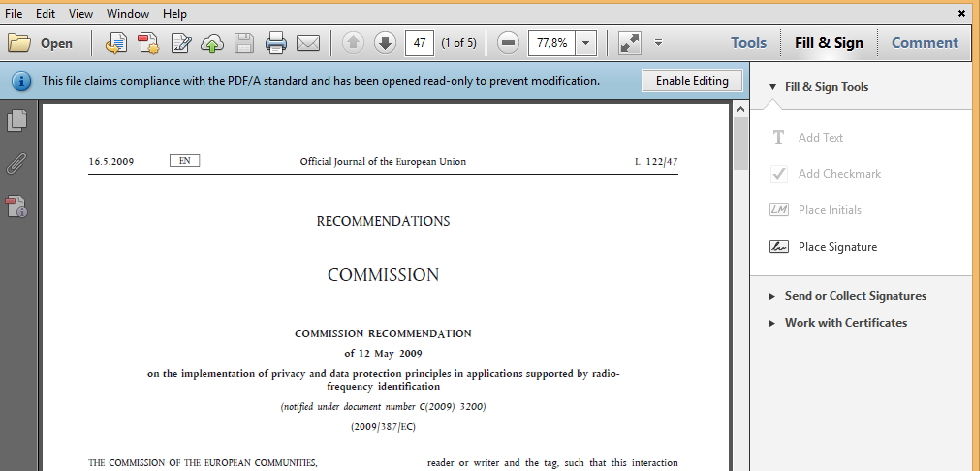 File Edit View Window Help
Open 47 (1 of 5) 77,8% Tools Fill & Sign Comment
This file claims compliance with the PDF/A standard and has been opened read-only to prevent modification. Enable Editing
Fill & Sign Tools
T Add Text
Add Checkmark
LM Place Initials
Place Signature
Send or Collect Signatures
Work with Certificates
16.5.2009 EN Official Journal of the European Union L 122/47
RECOMMENDATIONS
COMMISSION
COMMISSION RECOMMENDATION
of 12 May 2009
on the implementation of privacy and data protection principles in applications supported by radio-
frequency identification
(notified under document number C(2009) 3200)
(2009/387/EC)
THE COMMISSION OF THE EUROPEAN COMMUNITIES, reader or writer and the tag, such that this interaction